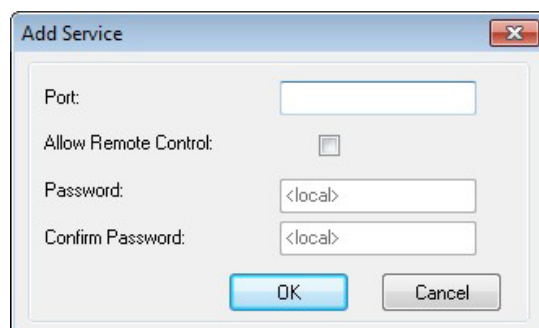 Add Service
Port:
Allow Remote Control:
Password: <local>
Confirm Password: <local>
OK Cancel